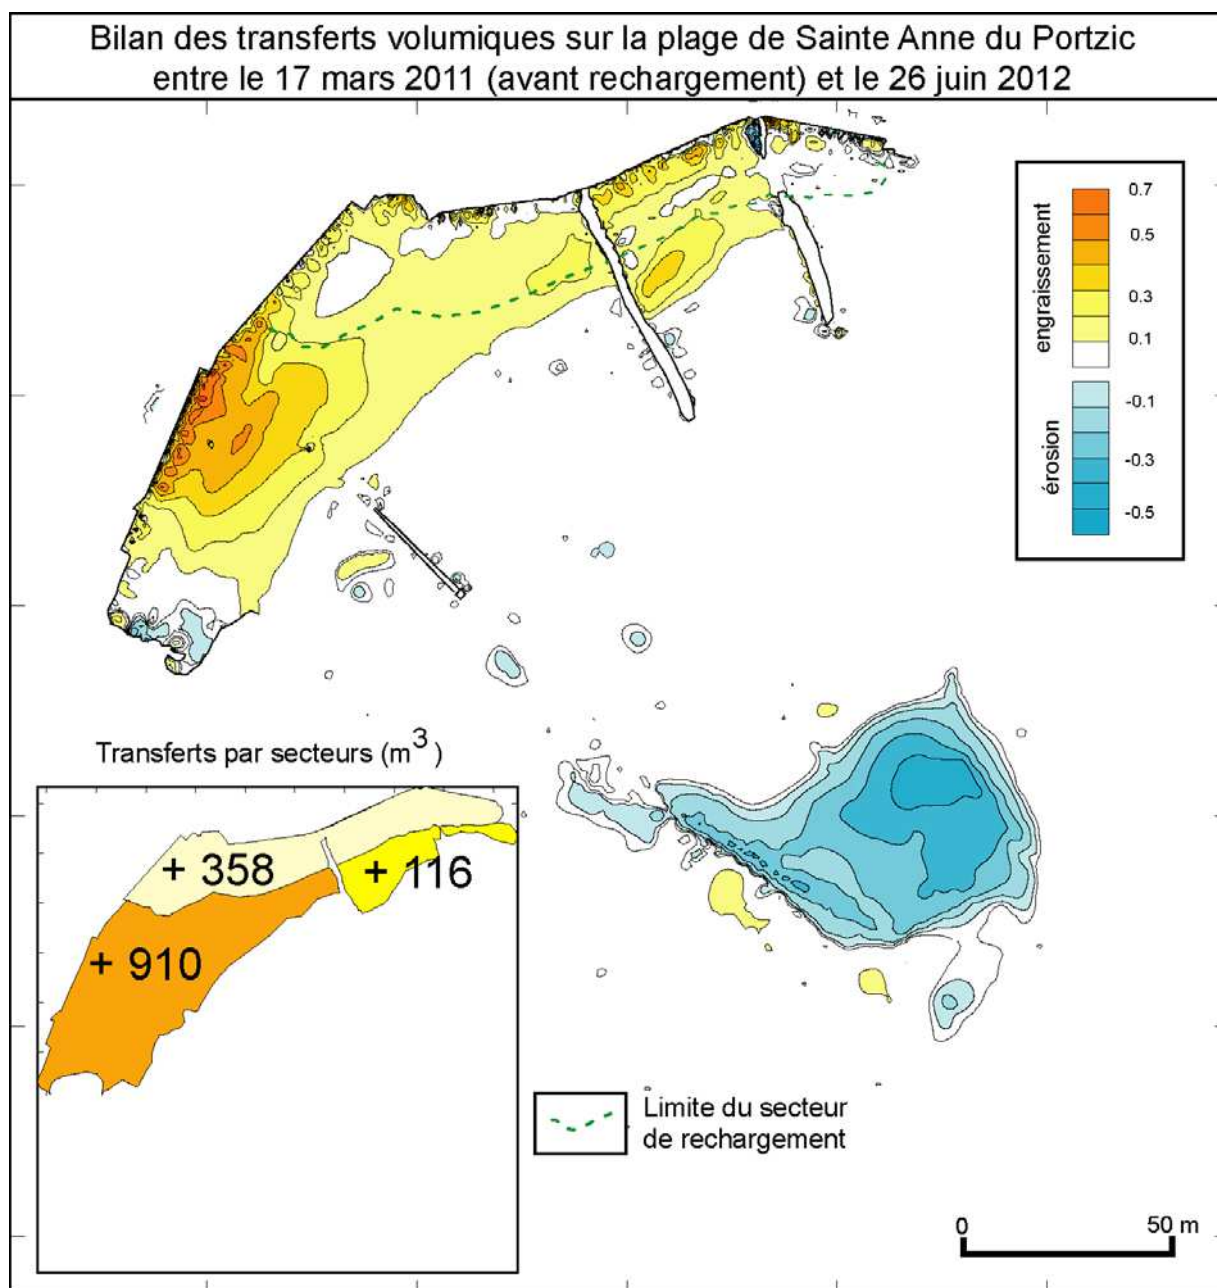 Bilan des transferts volumiques sur la plage de Sainte Anne du Portzic
entre le 17 mars 2011 (avant rechargement) et le 26 juin 2012
engraissement
0.7
0.5
0.3
0.1
érosion
-0.1
-0.3
-0.5
Transferts par secteurs (m3)
+ 358
+ 116
+ 910
Limite du secteur
de rechargement
0 50 m